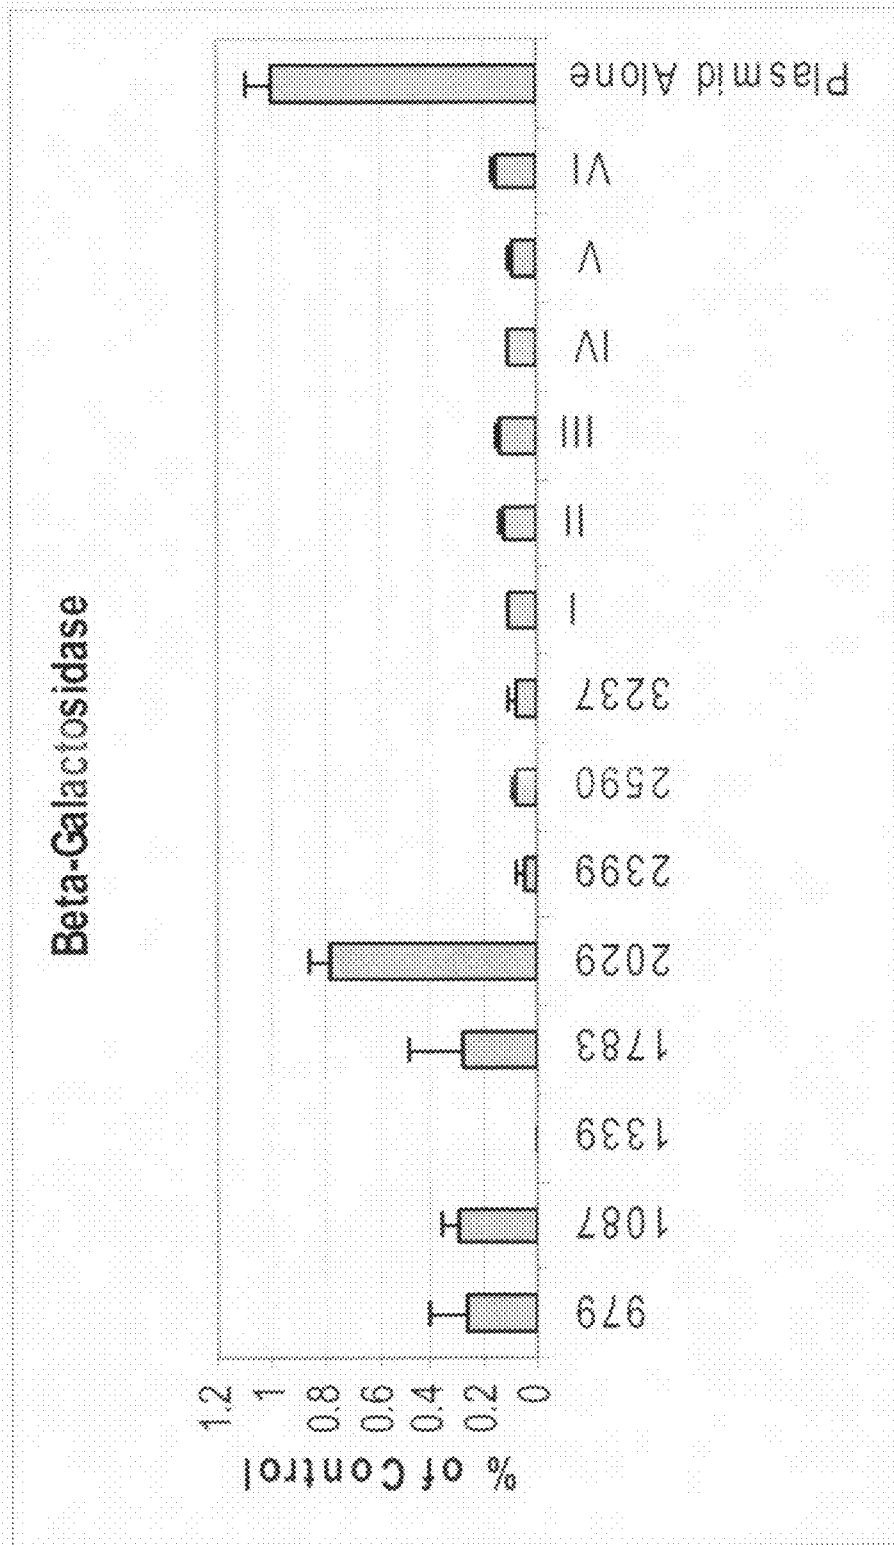 Beta-Galactosidase
% of Control
1.2
1
0.8
0.6
0.4
0.2
0
979
1087
1339
1783
2029
2399
2590
3237
I
II
III
IV
V
VI
Plasmid Alone